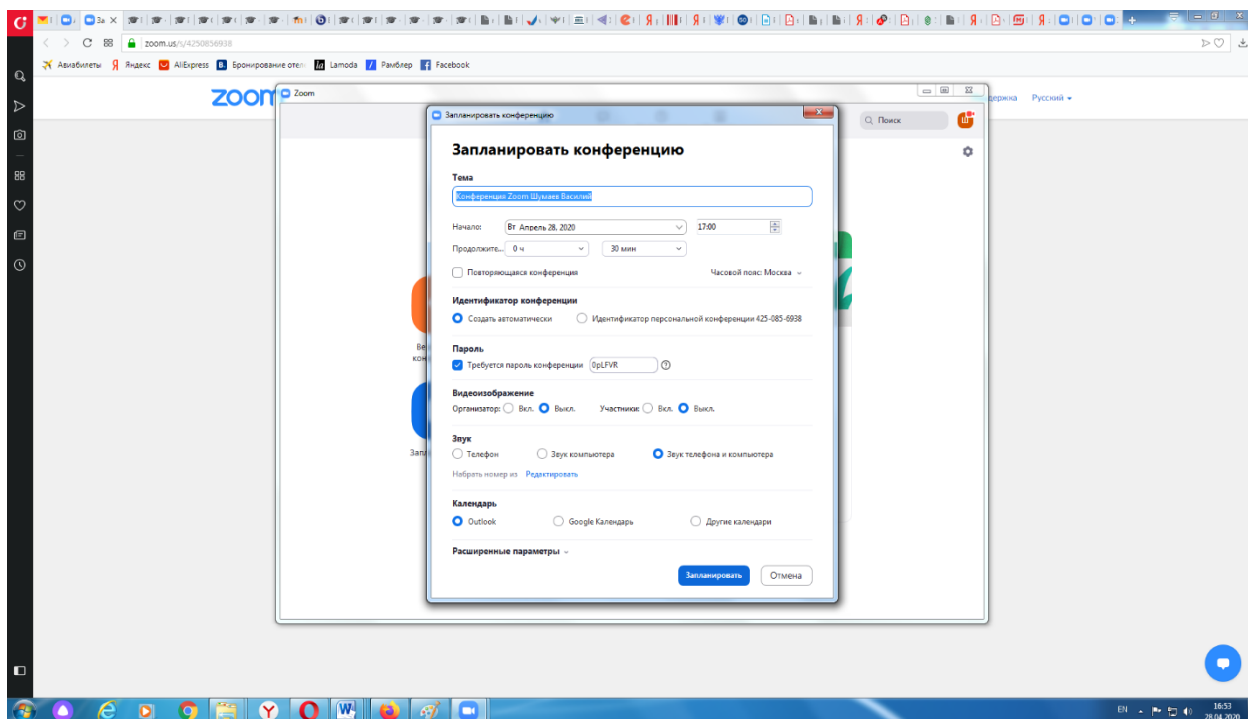 За
zoom.us/s/4250856938
Авиабилеты Яндекс AliExpress Бронирование отел Lamoda Рамблер Facebook
zoom
Zoom
держка Русский
Запланировать конференцию
Поиск
Запланировать конференцию
Тема
Конференция Zoom Шумаев Василий
Начало: Вт Апрель 28, 2020 17:00
Продолжите... 0 ч 30 мин
Повторяющаяся конференция Часовой пояс: Москва
Идентификатор конференции
Создать автоматически Идентификатор персональной конференции 425-085-6938
Пароль
Требуется пароль конференции 0pLFVR
Видеоизображение
Организатор: Вкл. Выкл. Участники: Вкл. Выкл.
Звук
Телефон Звук компьютера Звук телефона и компьютера
Набрать номер из Редактировать
Календарь
Outlook Google Календарь Другие календари
Расширенные параметры
Запланировать Отмена
EN 16:53
28.04.2020